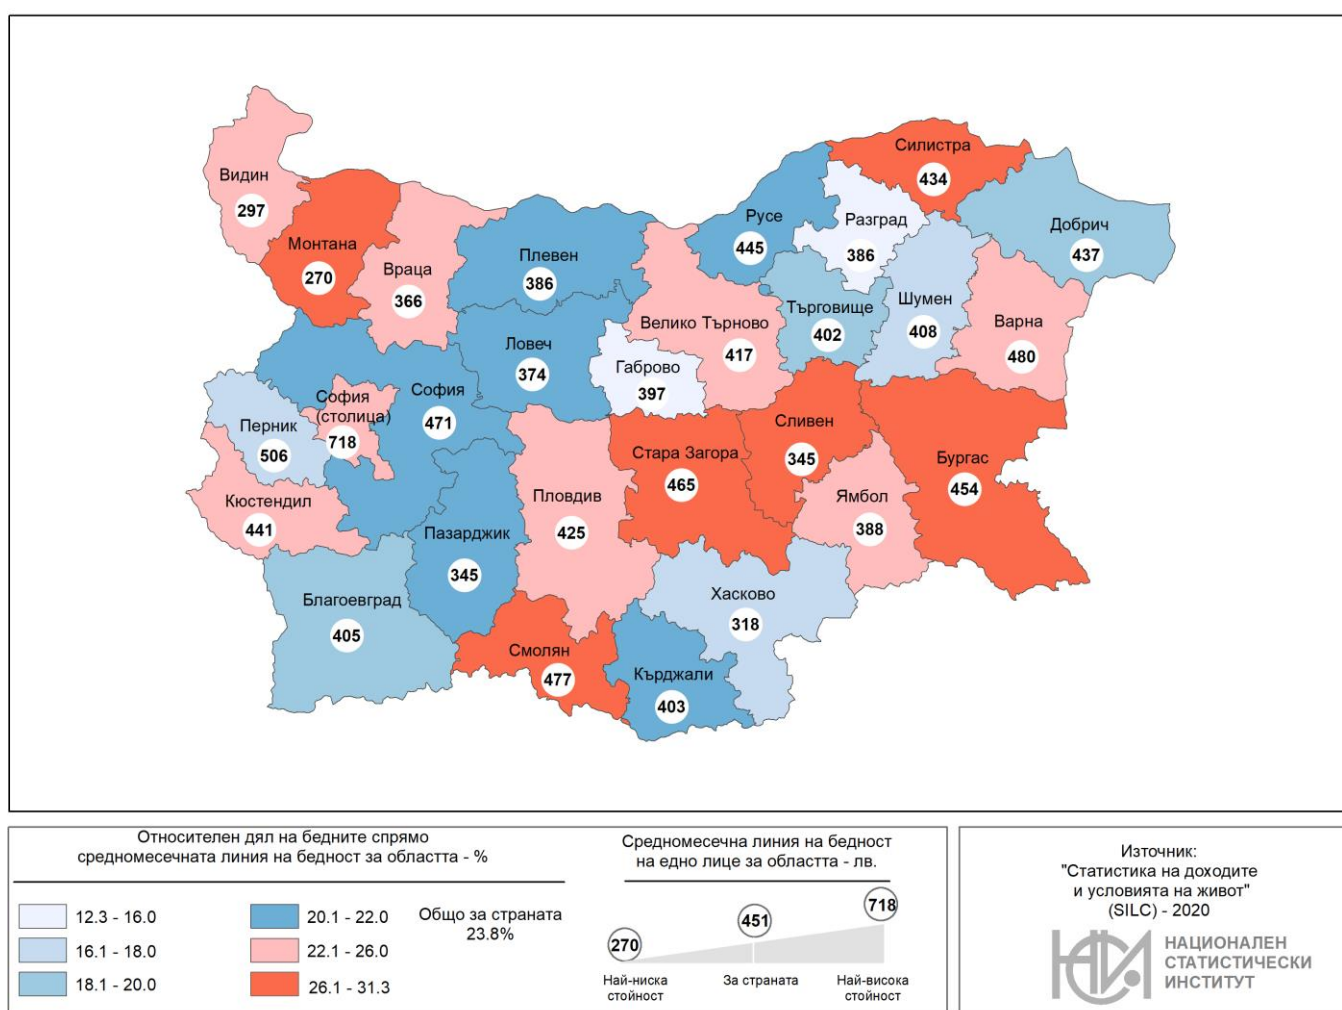 Силистра
434
Видин
297
Русе
445
Разград
386
Добрич
437
Монтана
270
Враца
366
Плевен
386
Шумен
408
Търговище
402
Варна
480
Велико Търново
417
Ловеч
374
Габрово
397
София
(столица)
718
София
471
Перник
506
Сливен
345
Стара Загора
465
Бургас
454
Кюстендил
441
Пловдив
425
Ямбол
388
Пазарджик
345
Благоевград
405
Хасково
318
Смолян
477
Кърджали
403
Относителен дял на бедните спрямо
средномесечната линия на бедност за областта - %
12.3 - 16.0
16.1 - 18.0
18.1 - 20.0
20.1 - 22.0
22.1 - 26.0
26.1 - 31.3
Общо за страната
23.8%
Средномесечна линия на бедност
на едно лице за областта - лв.
270
451
718
Най-ниска
стойност
За страната
Най-висока
стойност
Източник:
"Статистика на доходите
и условията на живот"
(SILC) - 2020
НСИ
НАЦИОНАЛЕН
СТАТИСТИЧЕСКИ
ИНСТИТУТ